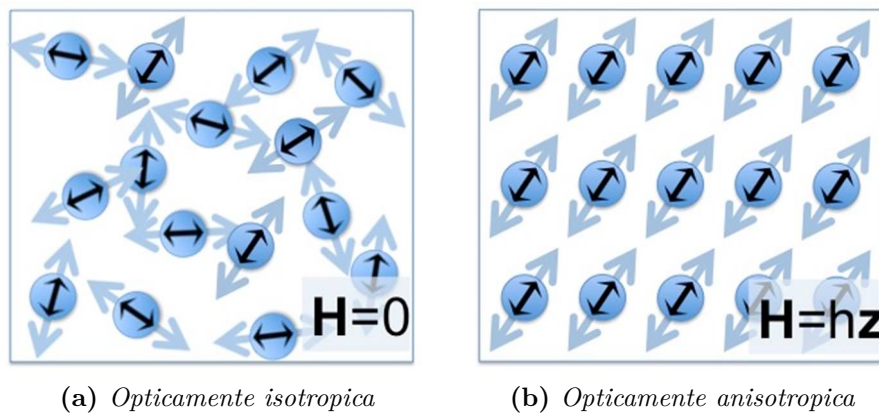 H=0
H=hz
(a) Opticamente isotropica
(b) Opticamente anisotropica